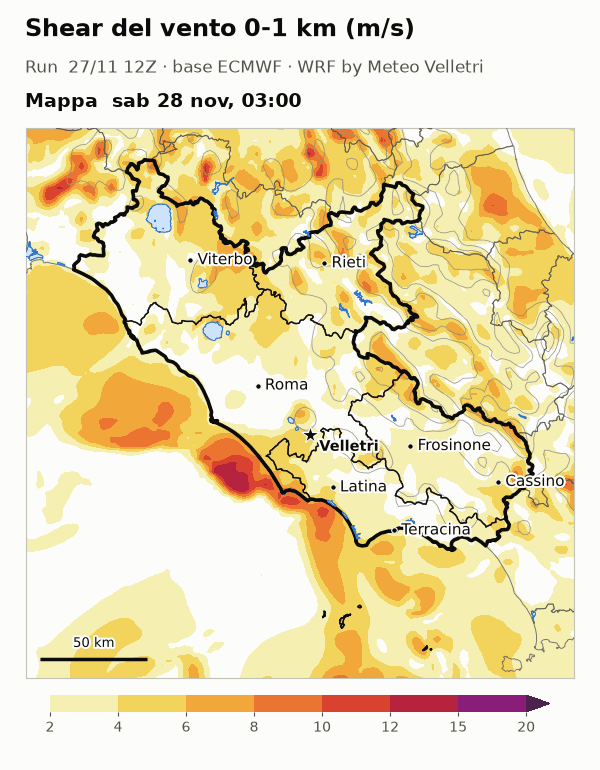 Shear del vento 0-1 km (m/s)
Run  27/11 12Z · base ECMWF · WRF by Meteo Velletri
Mappa  sab 28 nov, 03:00
Viterbo
Rieti
Roma
Velletri
Frosinone
Cassino
Latina
Terracina
50 km
2 4 6 8 10 12 15 20